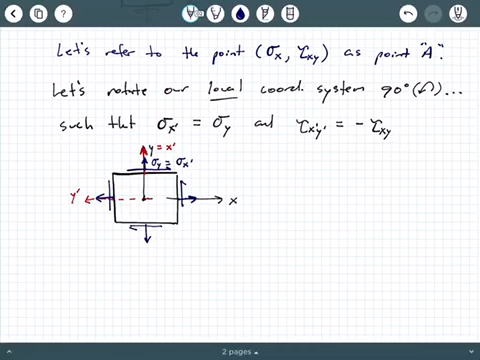 Let's refer to the point (σx, τxy) as point "A".
Let's rotate our local coord. system 90° (↺)...
such that σx' = σy and τx'y' = - τxy
y = x'
σy = σx'
y'
x
2 pages